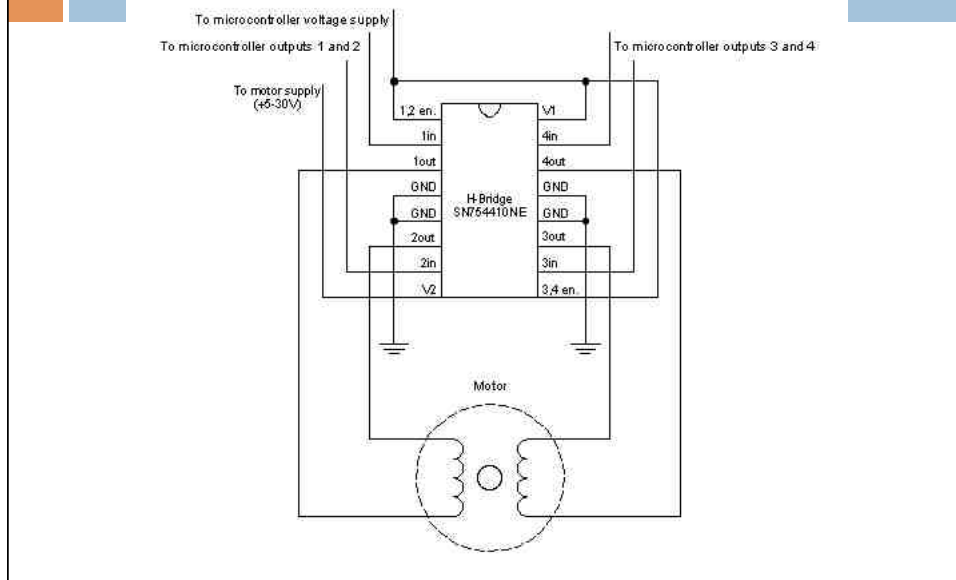 To microcontroller voltage supply
To microcontroller outputs 1 and 2
To microcontroller outputs 3 and 4
To motor supply
(+5-30V)
1,2 en.
V1
1in
4in
1out
4out
GND
GND
H-Bridge
SN754410NE
GND
GND
2out
3out
2in
3in
V2
3,4 en.
Motor